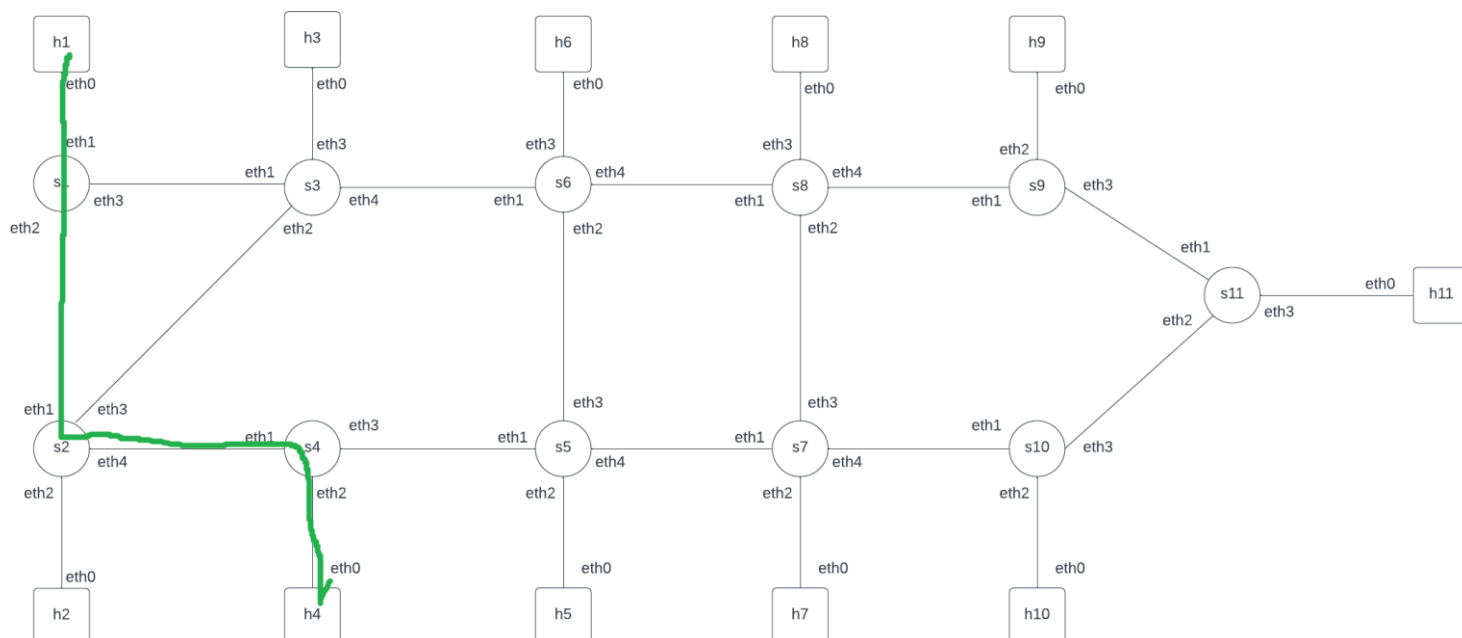 h1 h3 h6 h8 h9
eth0 eth0 eth0 eth0 eth0
eth1 eth3 eth3 eth3 eth2
s1 eth3 eth1 s3 eth4 eth1 s6 eth4 eth1 s8 eth4 eth1 s9 eth3
eth2 eth2 eth2 eth2
eth1 s11 eth0 h11
eth2 eth3
eth1 eth3 eth3 eth3
s2 eth4 eth1 s4 eth3 eth1 s5 eth4 eth1 s7 eth4 eth1 s10 eth3
eth2 eth2 eth2 eth2 eth2
eth0 eth0 eth0 eth0 eth0
h2 h4 h5 h7 h10